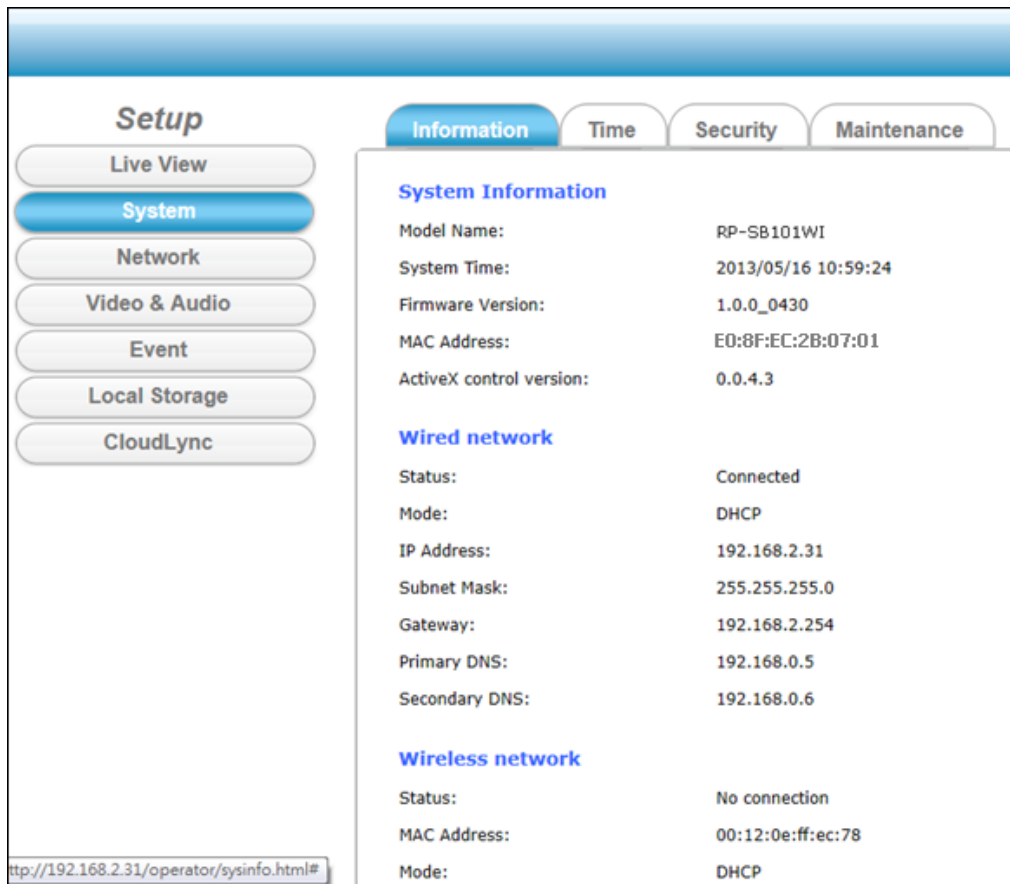 Setup
Live View
System
Network
Video & Audio
Event
Local Storage
CloudLync
Information Time Security Maintenance
System Information
Model Name: RP-SB101WI
System Time: 2013/05/16 10:59:24
Firmware Version: 1.0.0_0430
MAC Address: E0:8F:EC:2B:07:01
ActiveX control version: 0.0.4.3
Wired network
Status: Connected
Mode: DHCP
IP Address: 192.168.2.31
Subnet Mask: 255.255.255.0
Gateway: 192.168.2.254
Primary DNS: 192.168.0.5
Secondary DNS: 192.168.0.6
Wireless network
Status: No connection
MAC Address: 00:12:0e:ff:ec:78
Mode: DHCP
ttp://192.168.2.31/operator/sysinfo.html#